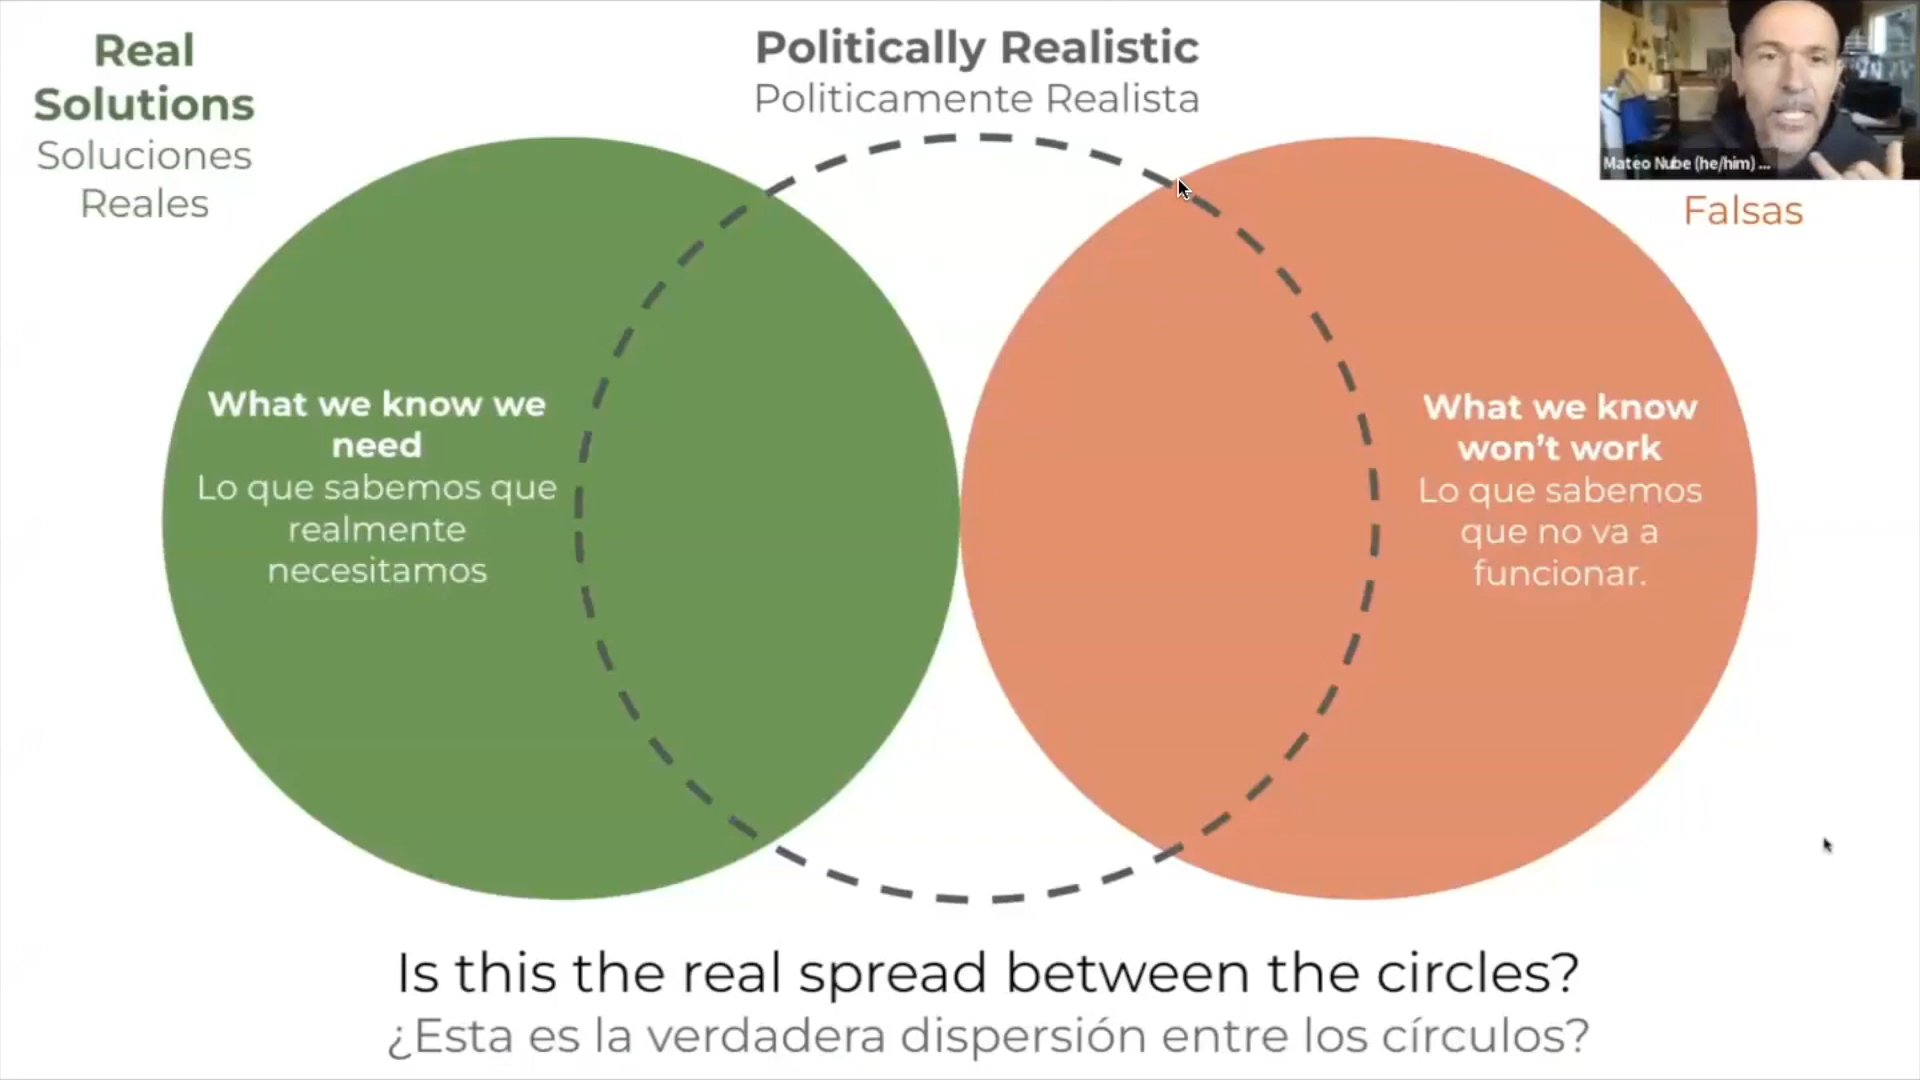 Real
Solutions
Soluciones
Reales
Politically Realistic
Politicamente Realista
Mateo Nube (he/him) ...
Falsas
What we know we
need
Lo que sabemos que
realmente
necesitamos
What we know
won’t work
Lo que sabemos
que no va a
funcionar.
Is this the real spread between the circles?
¿Esta es la verdadera dispersión entre los círculos?